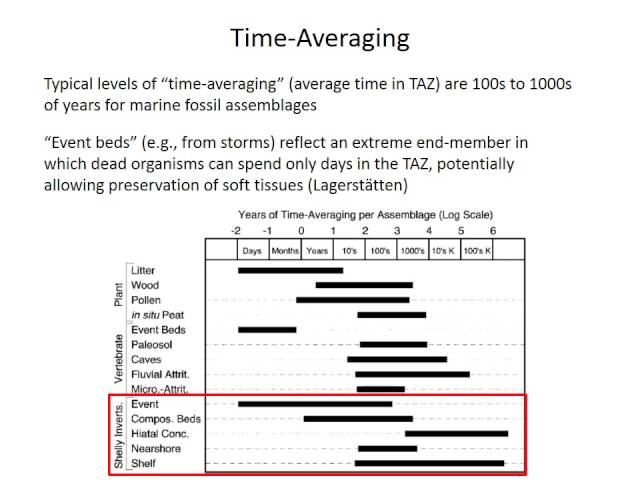 Time-Averaging
Typical levels of “time-averaging” (average time in TAZ) are 100s to 1000s
of years for marine fossil assemblages
“Event beds” (e.g., from storms) reflect an extreme end-member in
which dead organisms can spend only days in the TAZ, potentially
allowing preservation of soft tissues (Lagerstätten)
Years of Time-Averaging per Assemblage (Log Scale)
-2 -1 0 1 2 3 4 5 6
Days Months Years 10's 100's 1000's 10's K 100's K
Plant
Litter
Wood
Pollen
in situ Peat
Vertebrate
Event Beds
Paleosol
Caves
Fluvial Attrit.
Micro.-Attrit.
Shelly Inverts.
Event
Compos. Beds
Hiatal Conc.
Nearshore
Shelf